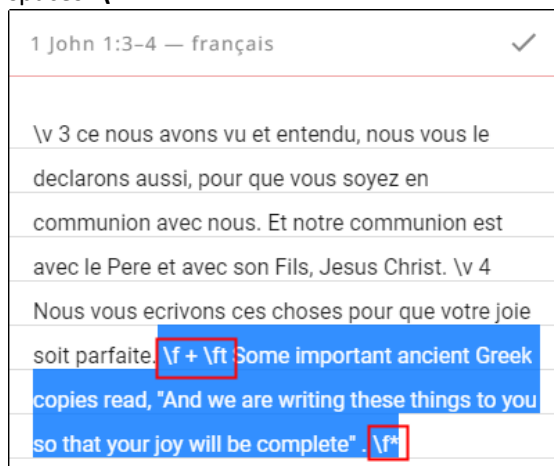 1 John 1:3–4 — français
\v 3 ce nous avons vu et entendu, nous vous le
declarons aussi, pour que vous soyez en
communion avec nous. Et notre communion est
avec le Pere et avec son Fils, Jesus Christ. \v 4
Nous vous ecrivons ces choses pour que votre joie
soit parfaite. \f + \ft Some important ancient Greek
copies read, "And we are writing these things to you
so that your joy will be complete" . \f*